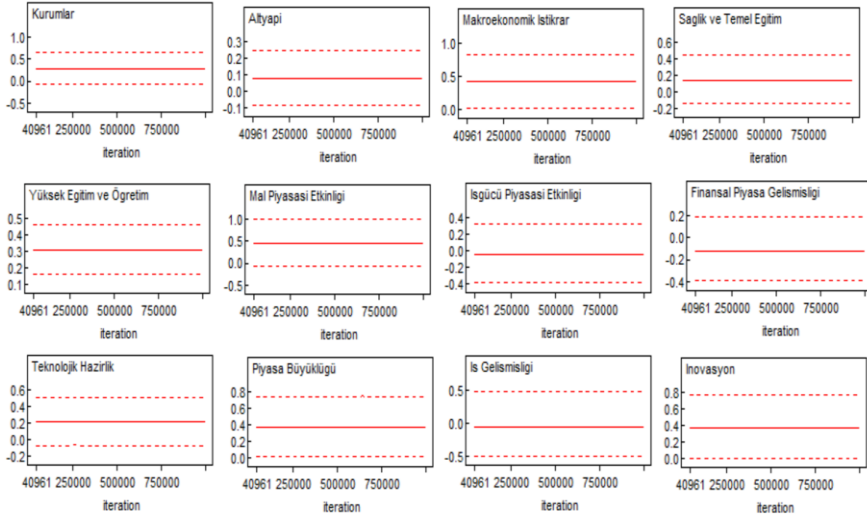 Kurumlar
1.0
0.5
0.0
-0.5
40961 250000 500000 750000
iteration
Altyapi
0.3
0.2
0.1
0.0
-0.1
40961 250000 500000 750000
iteration
Makroekonomik Istikrar
1.0
0.5
0.0
40961 250000 500000 750000
iteration
Saglik ve Temel Egitim
0.6
0.4
0.2
0.0
-0.2
40961 250000 500000 750000
iteration
Yüksek Egitim ve Ögretim
0.5
0.4
0.3
0.2
0.1
40961 250000 500000 750000
iteration
Mal Piyasasi Etkinligi
1.0
0.5
0.0
-0.5
40961 250000 500000 750000
iteration
Isgücü Piyasasi Etkinligi
0.4
0.2
0.0
-0.2
-0.4
40961 250000 500000 750000
iteration
Finansal Piyasa Gelismisligi
0.2
0.0
-0.2
-0.4
40961 250000 500000 750000
iteration
Teknolojik Hazirlik
0.6
0.4
0.2
0.0
-0.2
40961 250000 500000 750000
iteration
Piyasa Büyüklügü
0.8
0.6
0.4
0.2
0.0
40961 250000 500000 750000
iteration
Is Gelismisligi
0.5
0.0
-0.5
40961 250000 500000 750000
iteration
Inovasyon
0.8
0.6
0.4
0.2
0.0
40961 250000 500000 750000
iteration